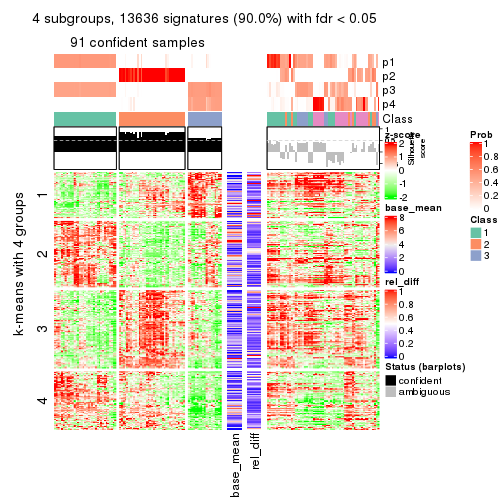 4 subgroups, 13636 signatures (90.0%) with fdr < 0.05
91 confident samples
p1
p2
p3
p4
Class
k-means with 4 groups
1
2
3
4
base_mean
rel_diff
Silhouette
score
z-score
2
1
0
-1
-2
base_mean
8
6
4
2
0
rel_diff
1
0.8
0.6
0.4
0.2
0
Status (barplots)
confident
ambiguous
Prob
1
0.8
0.6
0.4
0.2
0
Class
1
2
3